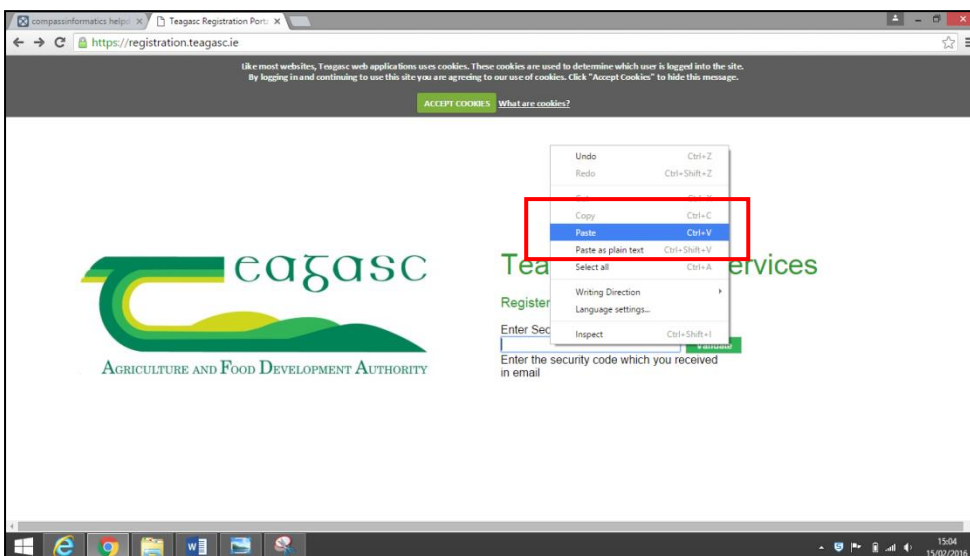 compassinformatics helpd
Teagasc Registration Porta
https://registration.teagasc.ie
Like most websites, Teagasc web applications uses cookies. These cookies are used to determine which user is logged into the site.
By logging in and continuing to use this site you are agreeing to our use of cookies. Click "Accept Cookies" to hide this message.
ACCEPT COOKIES What are cookies?
Undo Ctrl+Z
Redo Ctrl+Shift+Z
Copy Ctrl+C
Paste Ctrl+V
Paste as plain text Ctrl+Shift+V
Select all Ctrl+A
Writing Direction
Language settings...
Inspect Ctrl+Shift+I
eagasc
AGRICULTURE AND FOOD DEVELOPMENT AUTHORITY
Tea ervices
Register
Enter Sec
Validate
Enter the security code which you received
in email
15:04
15/02/2016